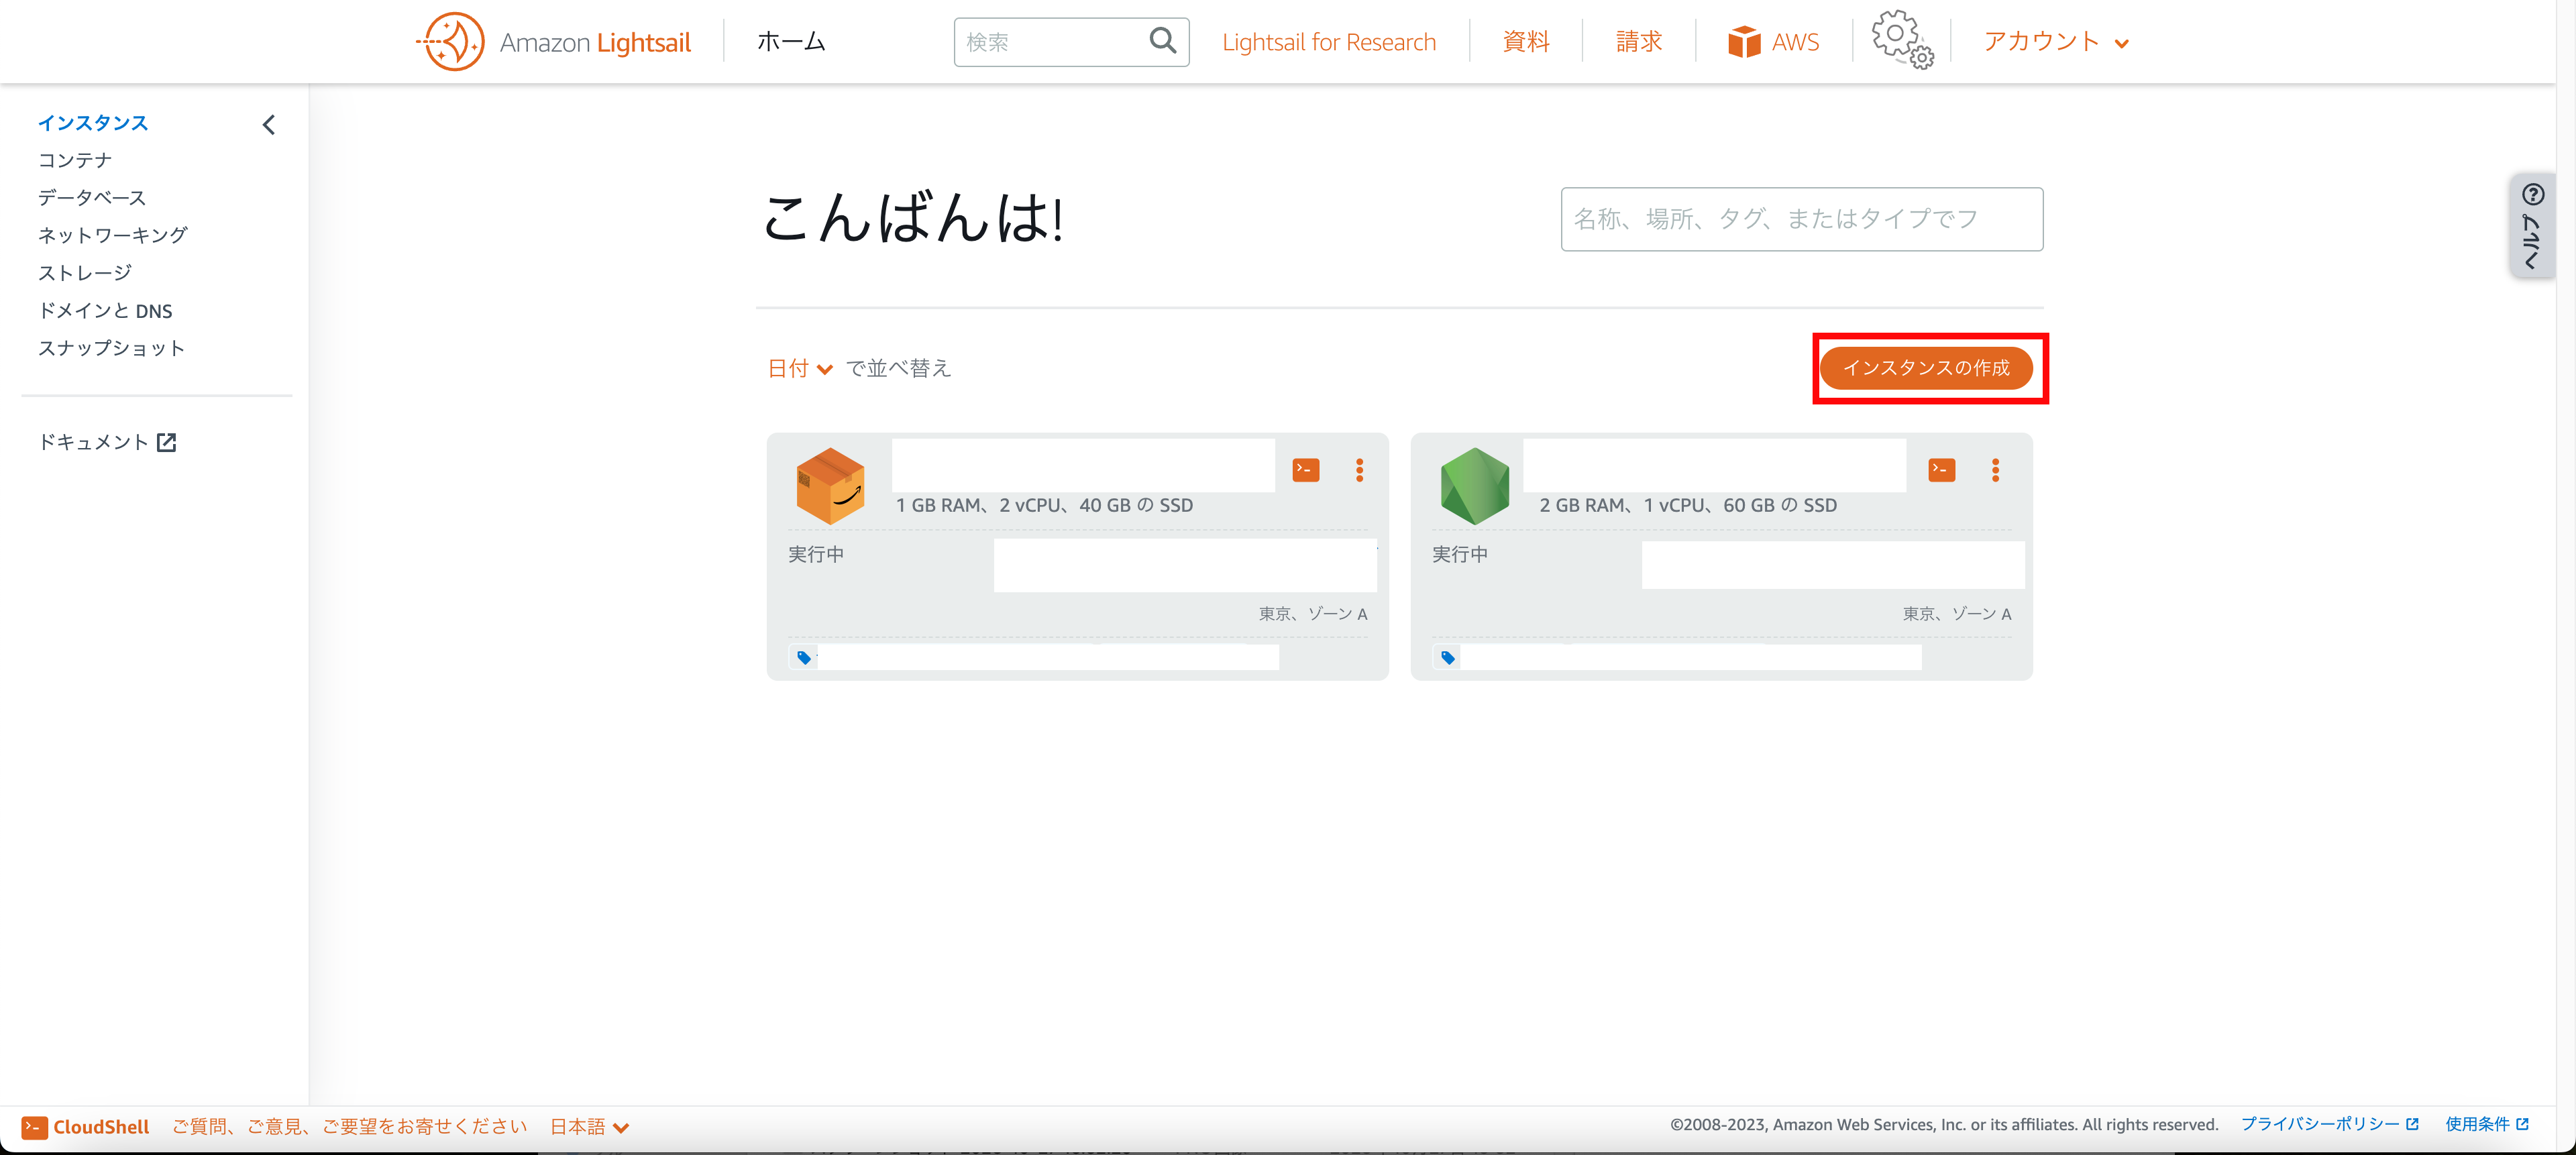 Amazon Lightsail
ホーム
検索
Lightsail for Research
資料
請求
AWS
アカウント
インスタンス
コンテナ
データベース
ネットワーキング
ストレージ
ドメインと DNS
スナップショット
ドキュメント
こんばんは!
名称、場所、タグ、またはタイプでフ
ヘルプ
日付 で並べ替え
インスタンスの作成
1 GB RAM、2 vCPU、40 GB の SSD
実行中
東京、ゾーン A
2 GB RAM、1 vCPU、60 GB の SSD
実行中
東京、ゾーン A
CloudShell
ご質問、ご意見、ご要望をお寄せください
日本語
©2008-2023, Amazon Web Services, Inc. or its affiliates. All rights reserved.
プライバシーポリシー
使用条件